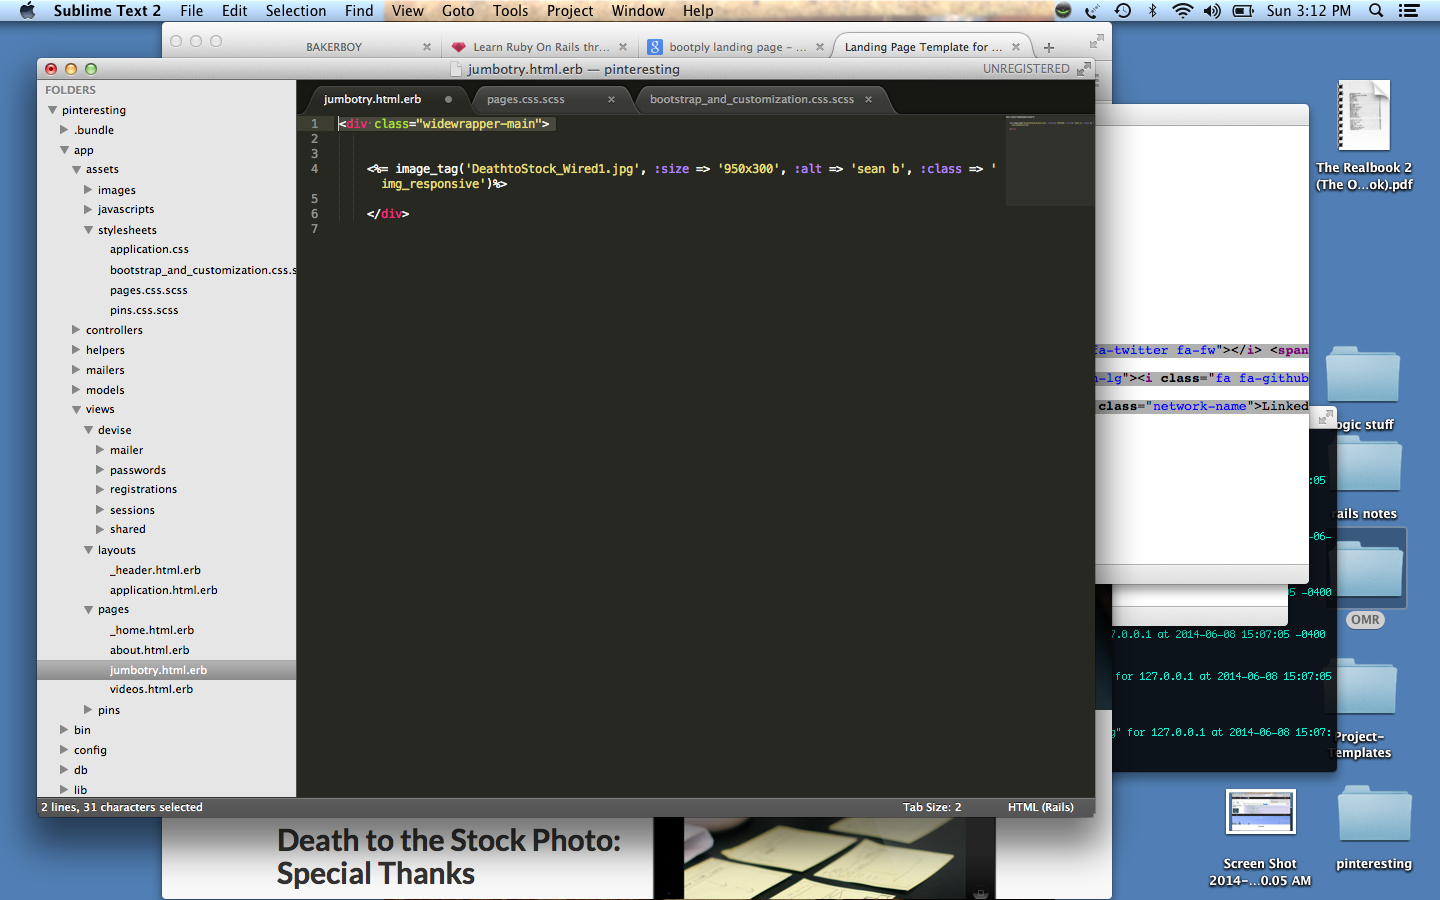 Sublime Text 2 File Edit Selection Find View Goto Tools Project Window Help Sun 3:12 PM
BAKERBOY Learn Ruby On Rails thr... bootply landing page - ... Landing Page Template for ...
jumbotry.html.erb — pinteresting UNREGISTERED
FOLDERS
pinteresting
.bundle
app
assets
images
javascripts
stylesheets
application.css
bootstrap_and_customization.css.s
pages.css.scss
pins.css.scss
controllers
helpers
mailers
models
views
devise
mailer
passwords
registrations
sessions
shared
layouts
_header.html.erb
application.html.erb
pages
_home.html.erb
about.html.erb
jumbotry.html.erb
videos.html.erb
pins
bin
config
db
lib
jumbotry.html.erb pages.css.scss bootstrap_and_customization.css.scss
1 <div class="widewrapper-main">
2
3
4 <%= image_tag('DeathtoStock_Wired1.jpg', :size => '950x300', :alt => 'sean b', :class => '
img_responsive')%>
5
6 </div>
7
2 lines, 31 characters selected Tab Size: 2 HTML (Rails)
fa-twitter fa-fw"></i> <span
-lg"><i class="fa fa-github
class="network-name">Linked
:05
-06-
05 -0400
7.0.0.1 at 2014-06-08 15:07:05 -0400
for 127.0.0.1 at 2014-06-08 15:07:05
g" for 127.0.0.1 at 2014-06-08 15:07:
Death to the Stock Photo:
Special Thanks
The Realbook 2
(The O...ok).pdf
ogic stuff
rails notes
OMR
Project-
Templates
Screen Shot
2014-...0.05 AM
pinteresting